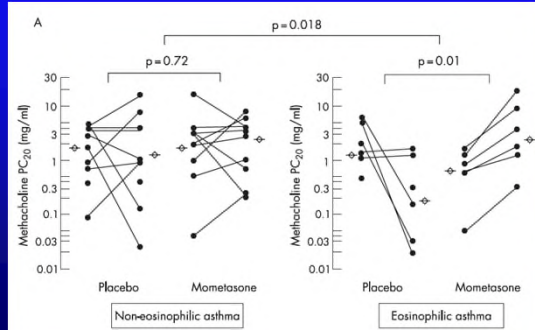 A
p = 0.018
p = 0.72
p = 0.01
Methocholine PC20 (mg/ml)
30
10
3
1
0.3
0.1
0.03
0.01
Placebo
Mometasone
Non-eosinophilic asthma
Methocholine PC20 (mg/ml)
30
10
3
1
0.3
0.1
0.03
0.01
Placebo
Mometasone
Eosinophilic asthma